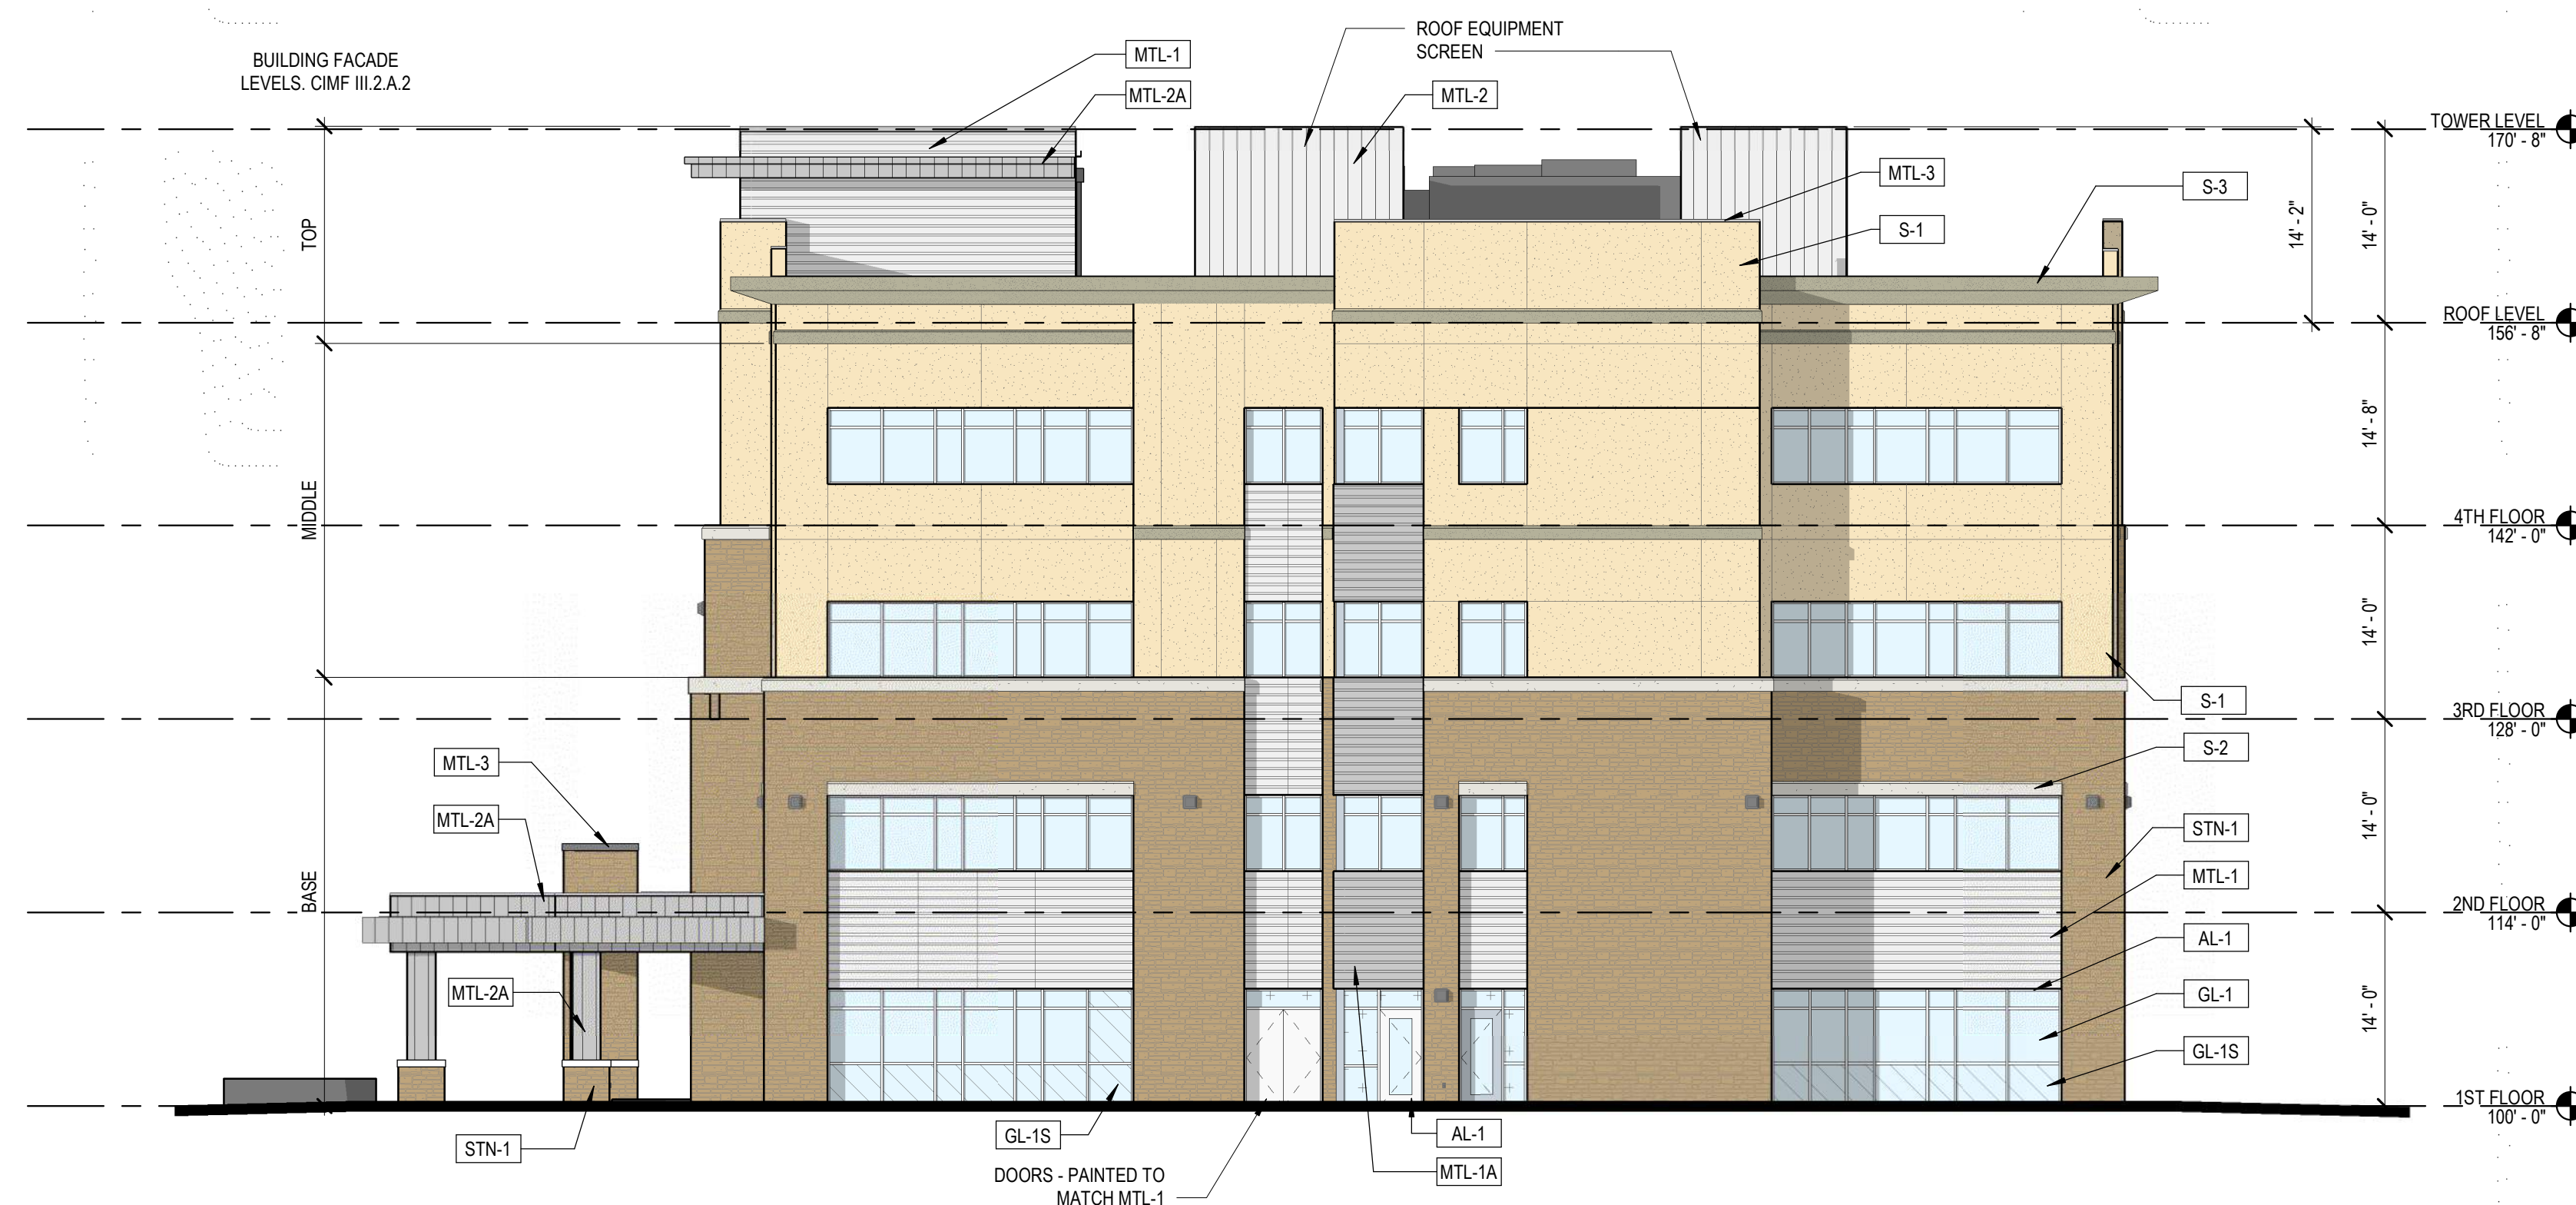 BUILDING FACADE
LEVELS. CIMF III.2.A.2
ROOF EQUIPMENT
SCREEN
MTL-1
MTL-2A
MTL-2
TOWER LEVEL
170' - 8"
MTL-3
S-3
S-1
TOP
14' - 2"
14' - 0"
ROOF LEVEL
156' - 8"
14' - 8"
MIDDLE
4TH FLOOR
142' - 0"
14' - 0"
S-1
3RD FLOOR
128' - 0"
S-2
MTL-3
MTL-2A
STN-1
14' - 0"
MTL-1
BASE
2ND FLOOR
114' - 0"
AL-1
MTL-2A
GL-1
14' - 0"
GL-1S
1ST FLOOR
100' - 0"
STN-1
GL-1S
AL-1
MTL-1A
DOORS - PAINTED TO
MATCH MTL-1